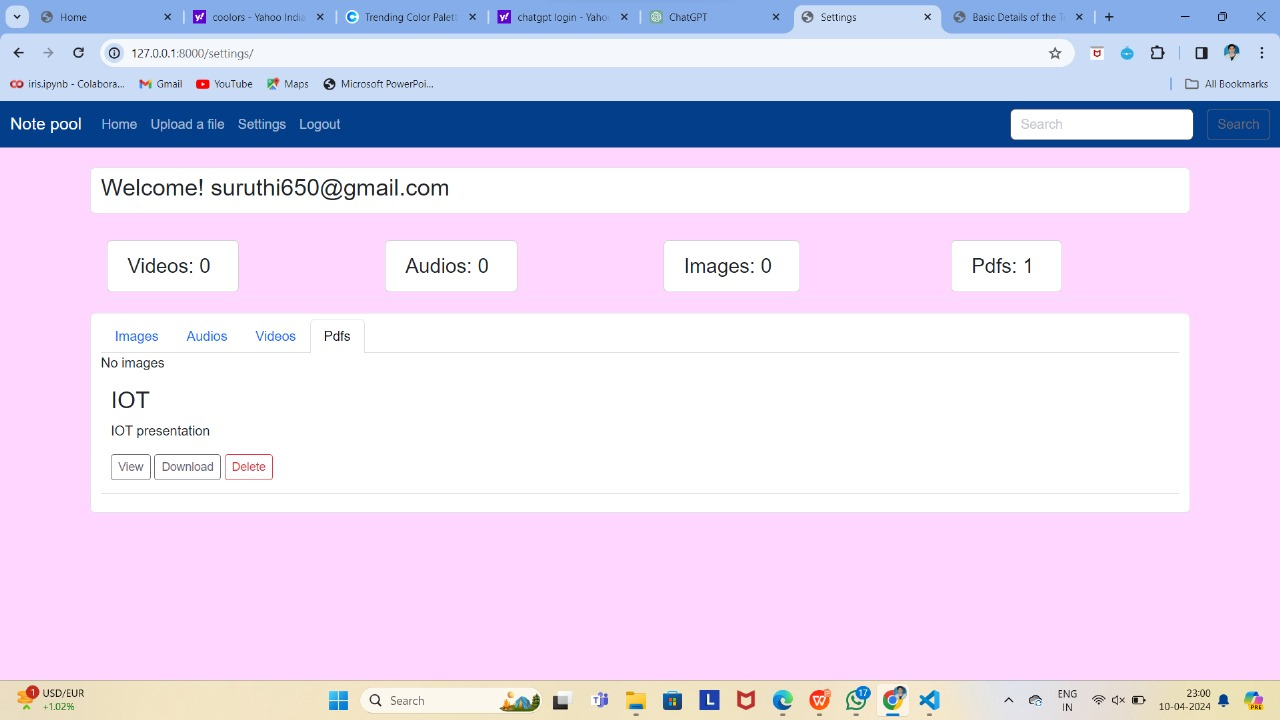 Home
coolors - Yahoo India
Trending Color Palett
chatgpt login - Yaho
ChatGPT
Settings
Basic Details of the T
127.0.0.1:8000/settings/
iris.ipynb - Colabora...
Gmail
YouTube
Maps
Microsoft PowerPoi...
All Bookmarks
Note pool
Home
Upload a file
Settings
Logout
Search
Search
Welcome! suruthi650@gmail.com
Videos: 0
Audios: 0
Images: 0
Pdfs: 1
Images
Audios
Videos
Pdfs
No images
IOT
IOT presentation
View
Download
Delete
1
USD/EUR
+1.02%
Search
17
ENG
IN
23:00
10-04-2024
PRE